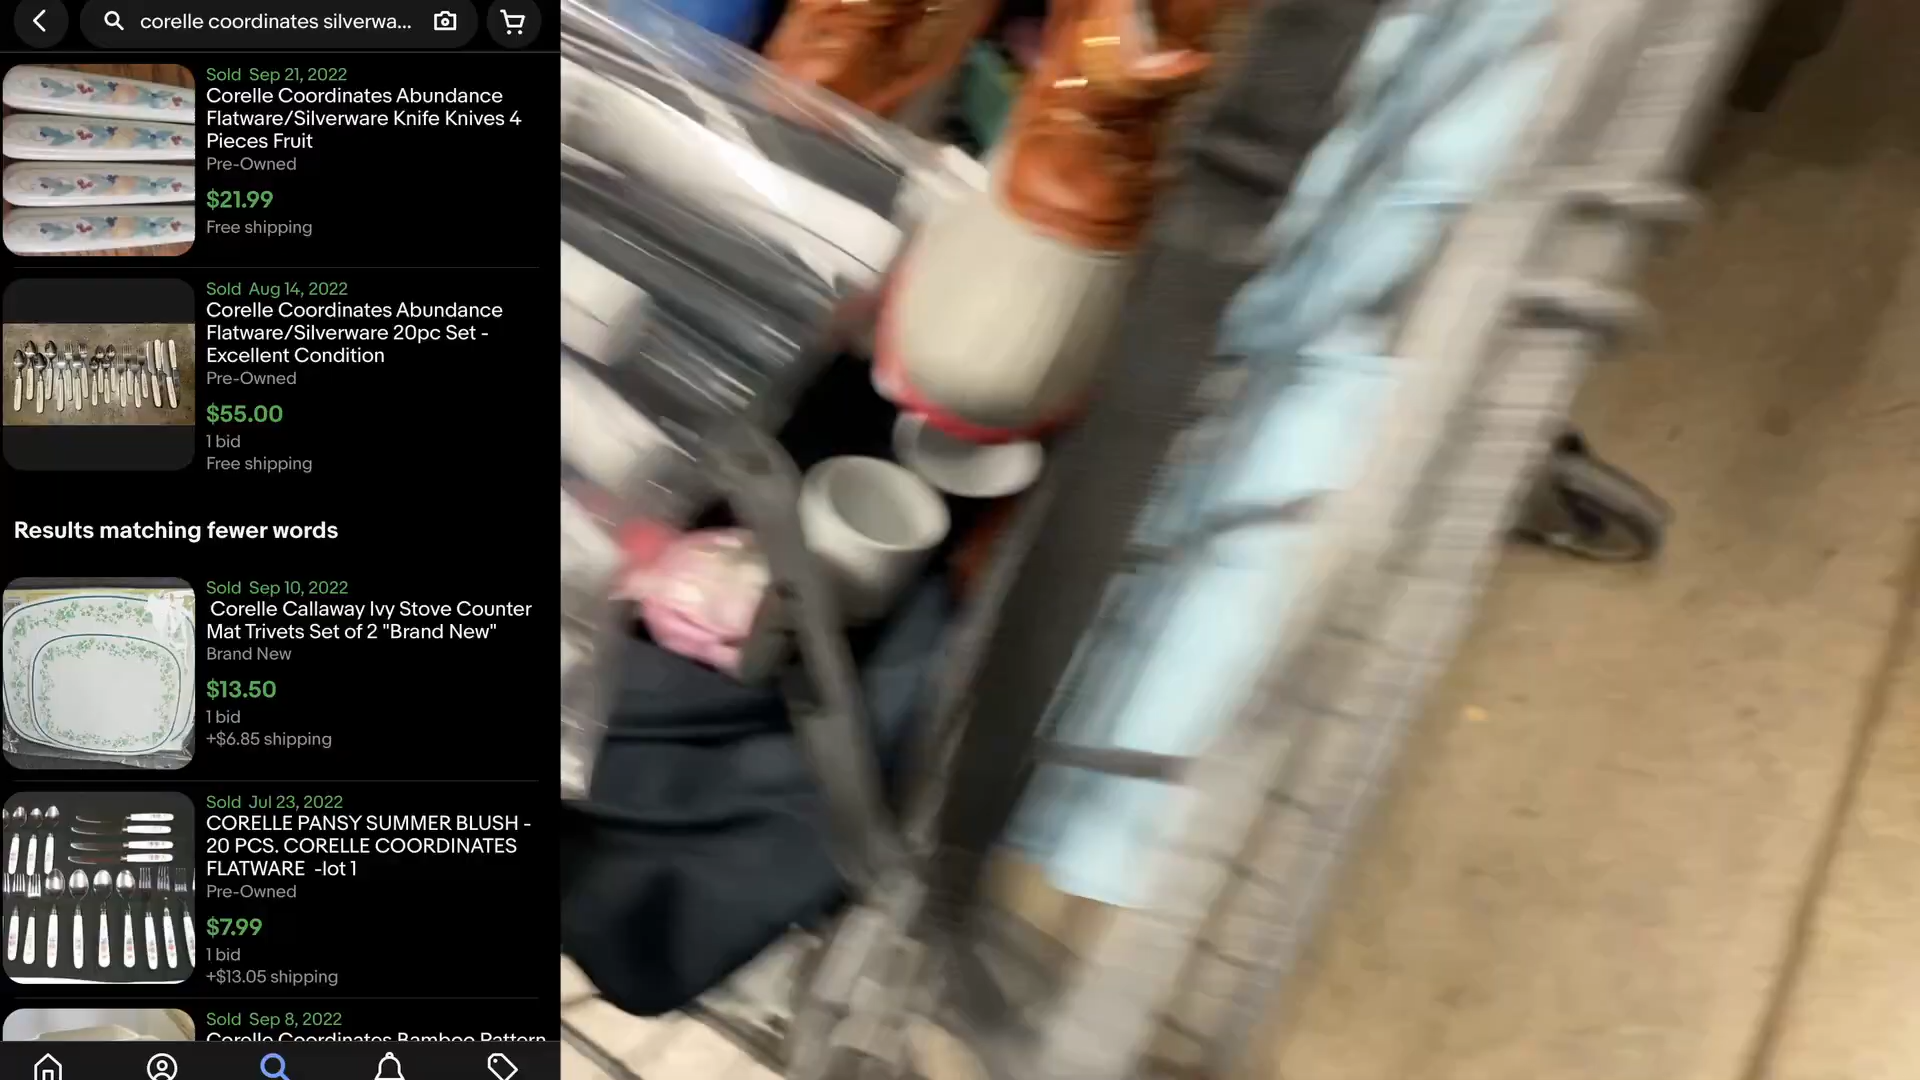 corelle coordinates silverwa...
Sold Sep 21, 2022
Corelle Coordinates Abundance
Flatware/Silverware Knife Knives 4
Pieces Fruit
Pre-Owned
$21.99
Free shipping
Sold Aug 14, 2022
Corelle Coordinates Abundance
Flatware/Silverware 20pc Set -
Excellent Condition
Pre-Owned
$55.00
1 bid
Free shipping
Results matching fewer words
Sold Sep 10, 2022
Corelle Callaway Ivy Stove Counter
Mat Trivets Set of 2 "Brand New"
Brand New
$13.50
1 bid
+$6.85 shipping
Sold Jul 23, 2022
CORELLE PANSY SUMMER BLUSH -
20 PCS. CORELLE COORDINATES
FLATWARE -lot 1
Pre-Owned
$7.99
1 bid
+$13.05 shipping
Sold Sep 8, 2022
Corelle Coordinates Bamboo Pattern